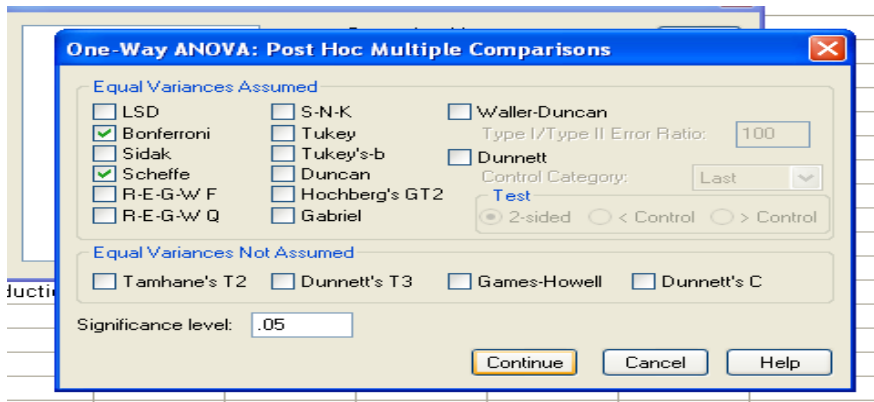 One-Way ANOVA: Post Hoc Multiple Comparisons
Equal Variances Assumed
LSD
Bonferroni
Sidak
Scheffe
R-E-G-W F
R-E-G-W Q
S-N-K
Tukey
Tukey's-b
Duncan
Hochberg's GT2
Gabriel
Waller-Duncan
Type I/Type II Error Ratio: 100
Dunnett
Control Category: Last
Test
2-sided < Control > Control
Equal Variances Not Assumed
Tamhane's T2 Dunnett's T3 Games-Howell Dunnett's C
Significance level: .05
Continue Cancel Help